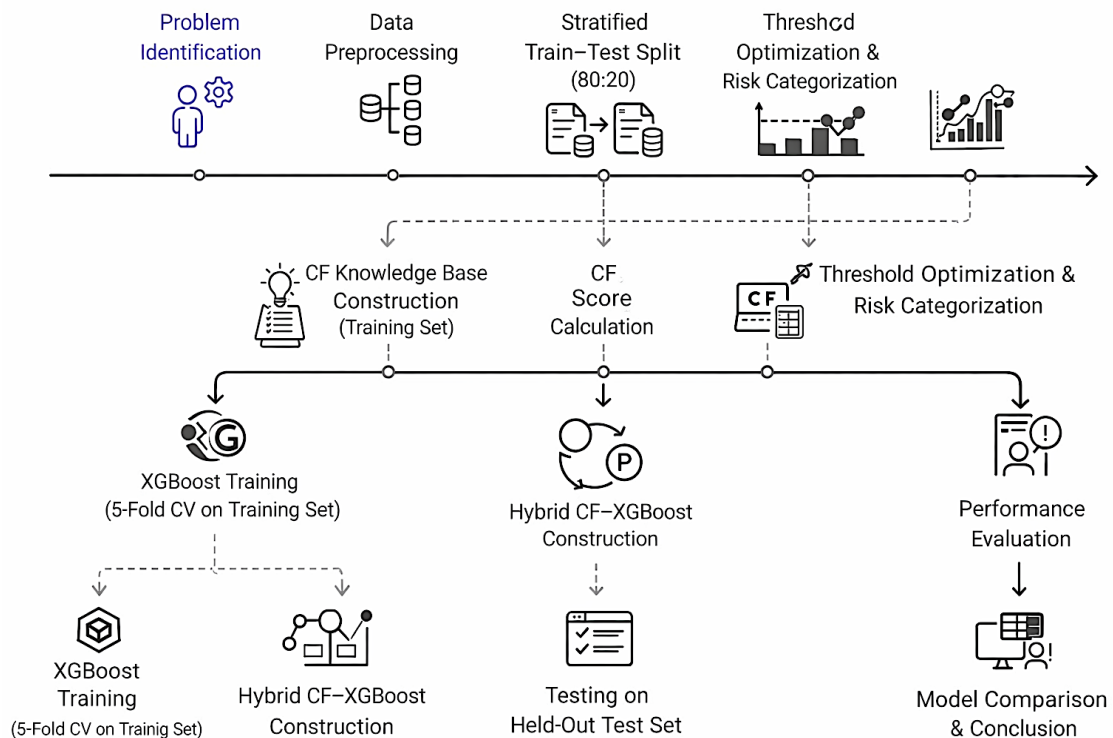 Problem
Identification
Data
Preprocessing
Stratified
Train–Test Split
(80:20)
Optimization &
Risk Categorization
CF Knowledge Base
Construction
(Training Set)
CF
Score
Calculation
CF
Threshold Optimization &
Risk Categorization
G
XGBoost Training
(5-Fold CV on Training Set)
P
Hybrid CF–XGBoost
Construction
!
Performance
Evaluation
XGBoost
Training
(5-Fold CV on Trainig Set)
Hybrid CF–XGBoost
Construction
Testing on
Held-Out Test Set
!
Model Comparison
& Conclusion